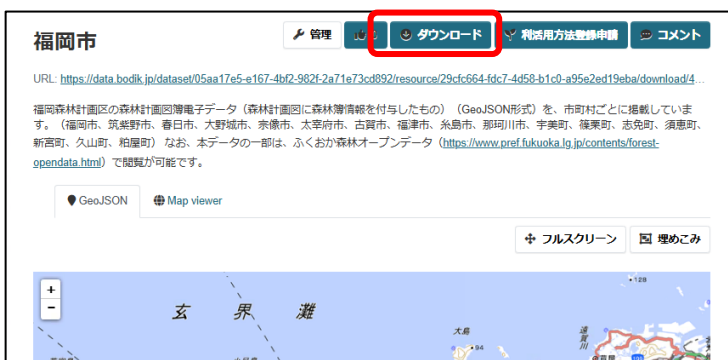 福岡市
管理
ダウンロード
利活用方法登録申請
コメント
URL: https://data.bodik.jp/dataset/05aa17e5-e167-4bf2-982f-2a71e73cd892/resource/29cfc664-fdc7-4d58-b1c0-a95e2ed19eba/download/4...
福岡森林計画区の森林計画図簿電子データ（森林計画図に森林簿情報を付与したもの）（GeoJSON形式）を、市町村ごとに掲載していま
す。（福岡市、筑紫野市、春日市、大野城市、宗像市、太宰府市、古賀市、福津市、糸島市、那珂川市、宇美町、篠栗町、志免町、須恵町、
新宮町、久山町、粕屋町） なお、本データの一部は、ふくおか森林オープンデータ（https://www.pref.fukuoka.lg.jp/contents/forest-
opendata.html）で閲覧が可能です。
GeoJSON
Map viewer
フルスクリーン
埋めこみ
+
−
玄界灘
大島
•94
•128
遠賀川